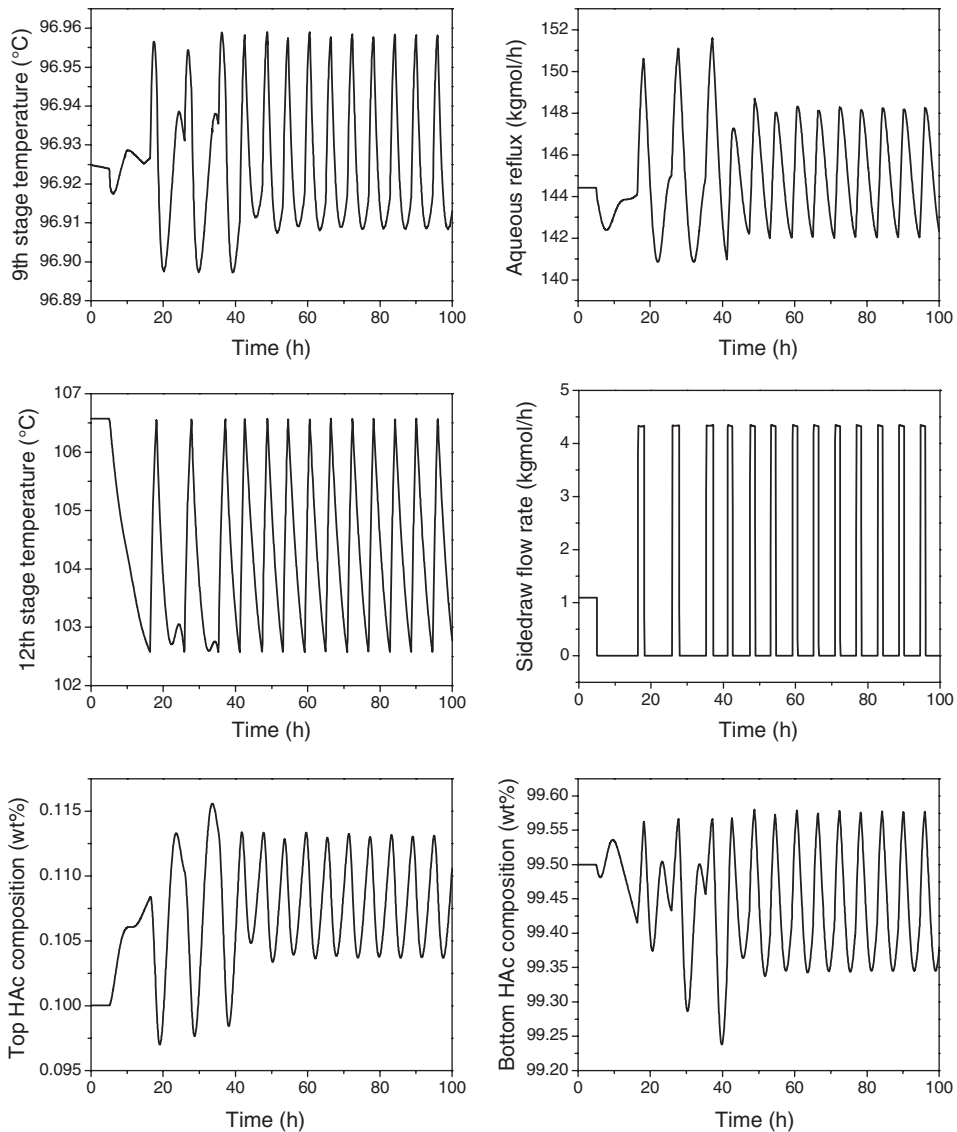 9th stage temperature (°C)
96.96
96.95
96.94
96.93
96.92
96.91
96.90
96.89
0 20 40 60 80 100
Time (h)
Aqueous reflux (kgmol/h)
152
150
148
146
144
142
140
0 20 40 60 80 100
Time (h)
12th stage temperature (°C)
107
106
105
104
103
102
0 20 40 60 80 100
Time (h)
Sidedraw flow rate (kgmol/h)
5
4
3
2
1
0
0 20 40 60 80 100
Time (h)
Top HAc composition (wt%)
0.115
0.110
0.105
0.100
0.095
0 20 40 60 80 100
Time (h)
Bottom HAc composition (wt%)
99.60
99.55
99.50
99.45
99.40
99.35
99.30
99.25
99.20
0 20 40 60 80 100
Time (h)